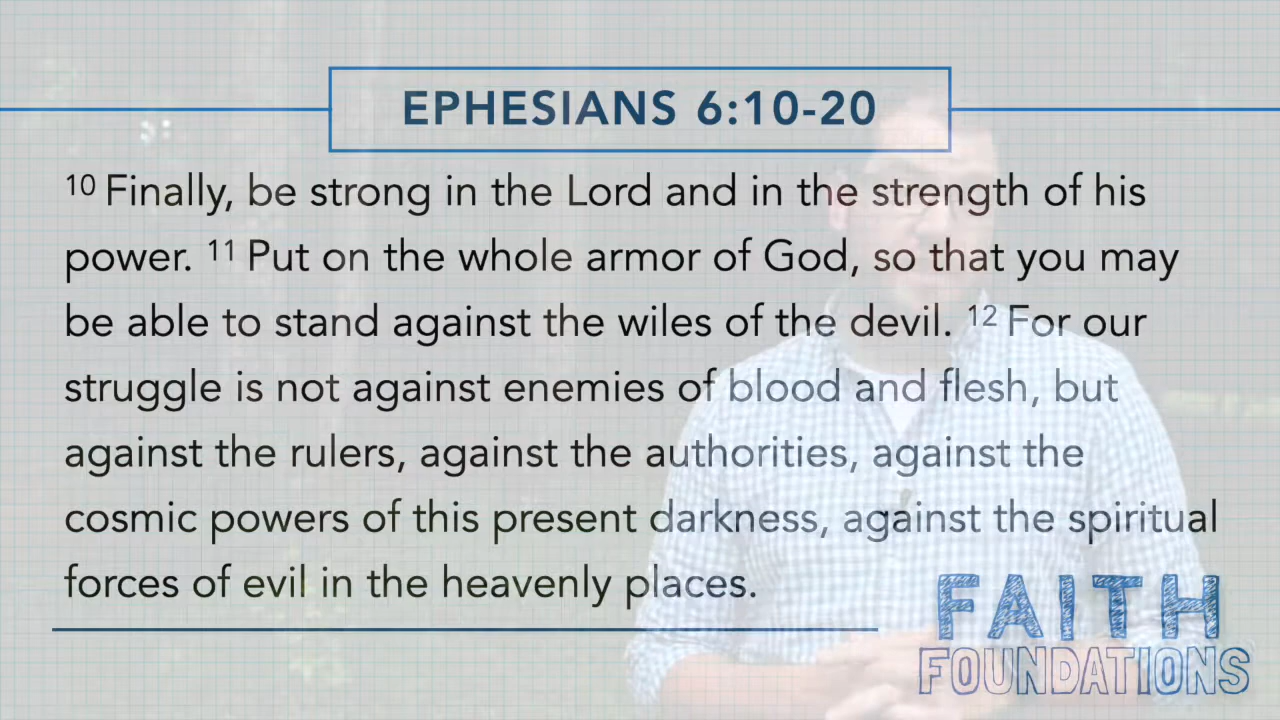 EPHESIANS 6:10-20
10 Finally, be strong in the Lord and in the strength of his
power. 11 Put on the whole armor of God, so that you may
be able to stand against the wiles of the devil. 12 For our
struggle is not against enemies of blood and flesh, but
against the rulers, against the authorities, against the
cosmic powers of this present darkness, against the spiritual
forces of evil in the heavenly places.
FAITH
FOUNDATIONS